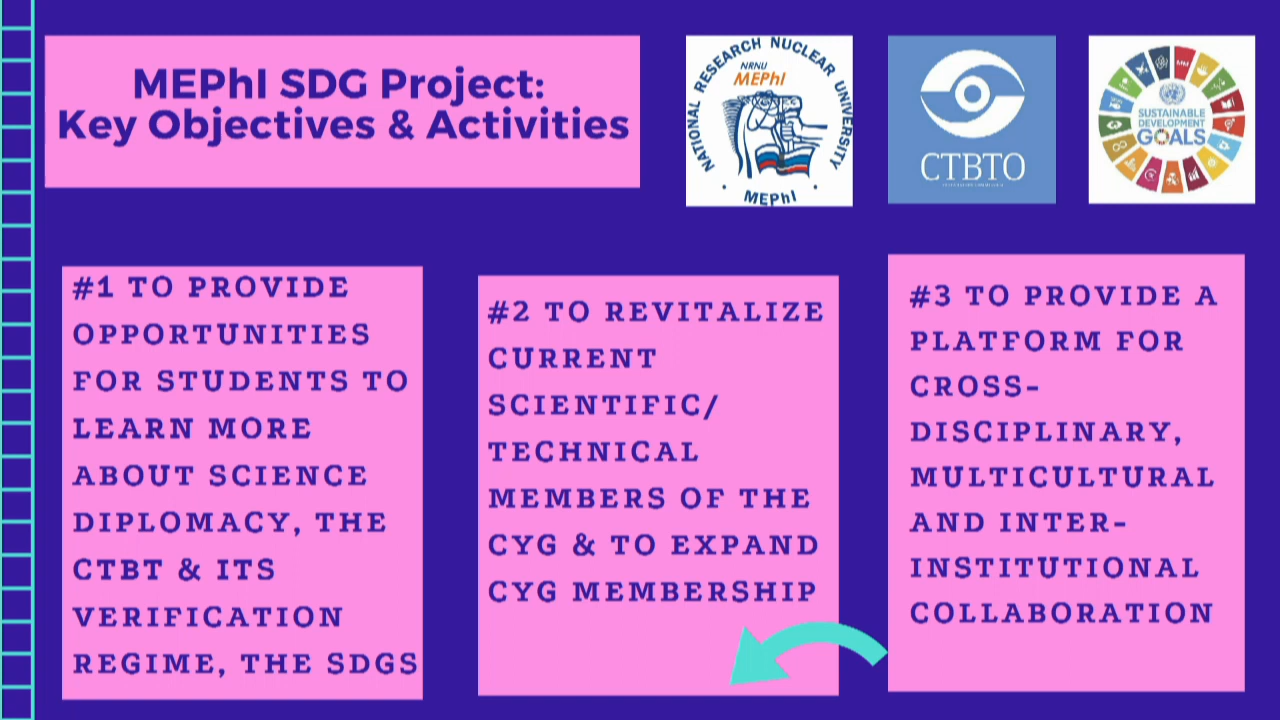 MEPhI SDG Project:
Key Objectives & Activities
NATIONAL RESEARCH NUCLEAR UNIVERSITY
NRNU
MEPhI
• MEPhI •
CTBTO
SUSTAINABLE
DEVELOPMENT
GOALS
#1 TO PROVIDE
OPPORTUNITIES
FOR STUDENTS TO
LEARN MORE
ABOUT SCIENCE
DIPLOMACY, THE
CTBT & ITS
VERIFICATION
REGIME, THE SDGS
#2 TO REVITALIZE
CURRENT
SCIENTIFIC/
TECHNICAL
MEMBERS OF THE
CYG & TO EXPAND
CYG MEMBERSHIP
#3 TO PROVIDE A
PLATFORM FOR
CROSS-
DISCIPLINARY,
MULTICULTURAL
AND INTER-
INSTITUTIONAL
COLLABORATION